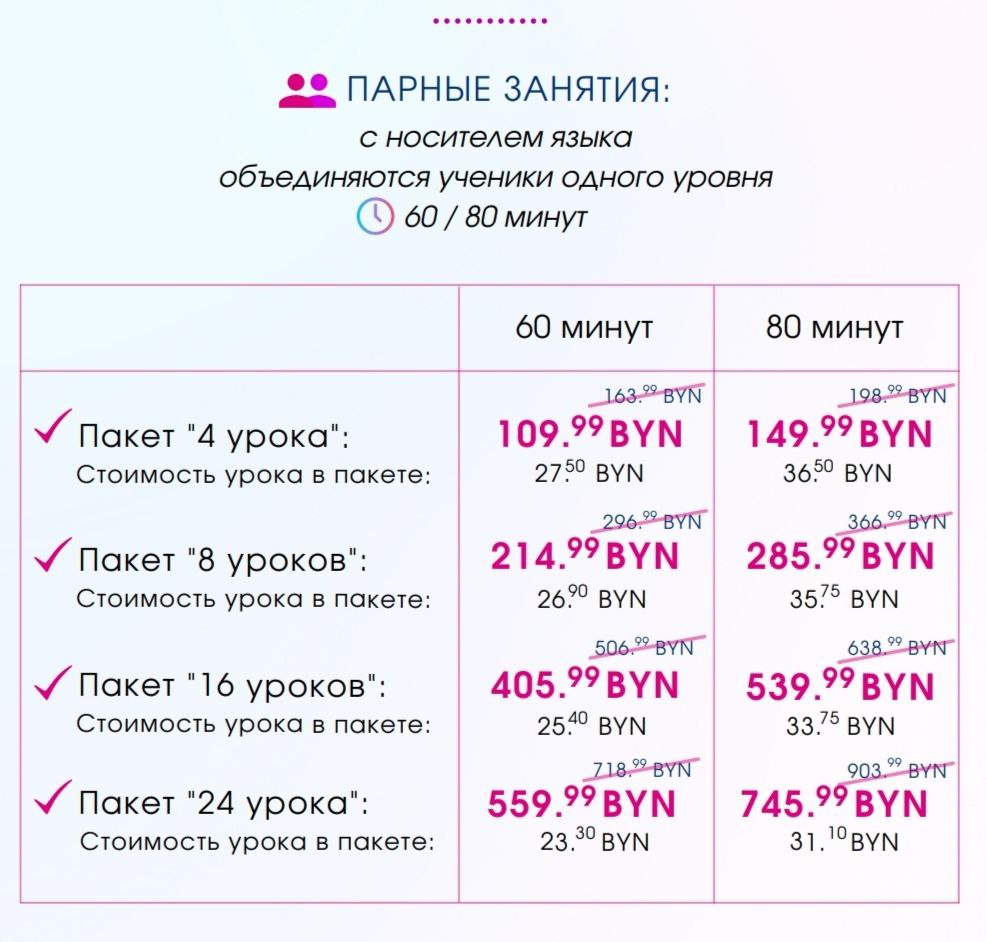 ПАРНЫЕ ЗАНЯТИЯ:
с носителем языка
объединяются ученики одного уровня
60 / 80 минут
60 минут 80 минут
163.99 BYN 198.99 BYN
Пакет "4 урока": 109.99 BYN 149.99 BYN
Стоимость урока в пакете: 27.50 BYN 36.50 BYN
296.99 BYN 366.99 BYN
Пакет "8 уроков": 214.99 BYN 285.99 BYN
Стоимость урока в пакете: 26.90 BYN 35.75 BYN
506.99 BYN 638.99 BYN
Пакет "16 уроков": 405.99 BYN 539.99 BYN
Стоимость урока в пакете: 25.40 BYN 33.75 BYN
718.99 BYN 903.99 BYN
Пакет "24 урока": 559.99 BYN 745.99 BYN
Стоимость урока в пакете: 23.30 BYN 31.10 BYN